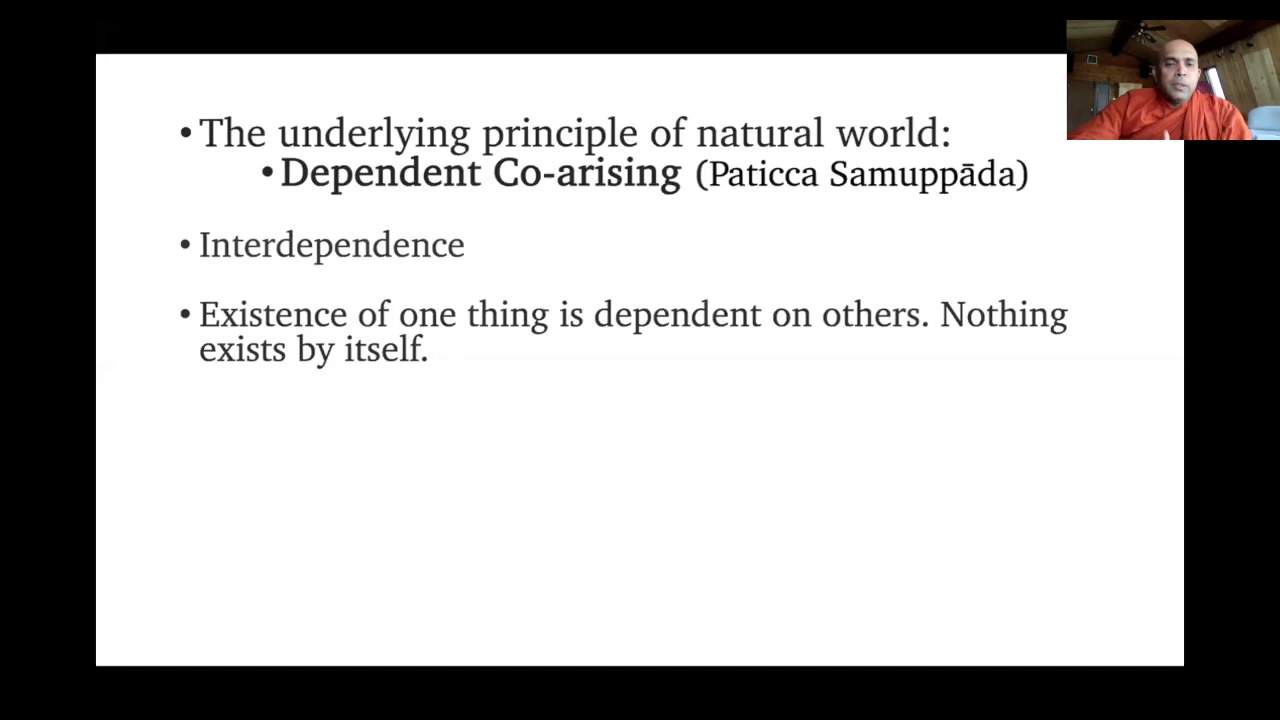 • The underlying principle of natural world:
• Dependent Co-arising (Paticca Samuppāda)
• Interdependence
• Existence of one thing is dependent on others. Nothing
exists by itself.